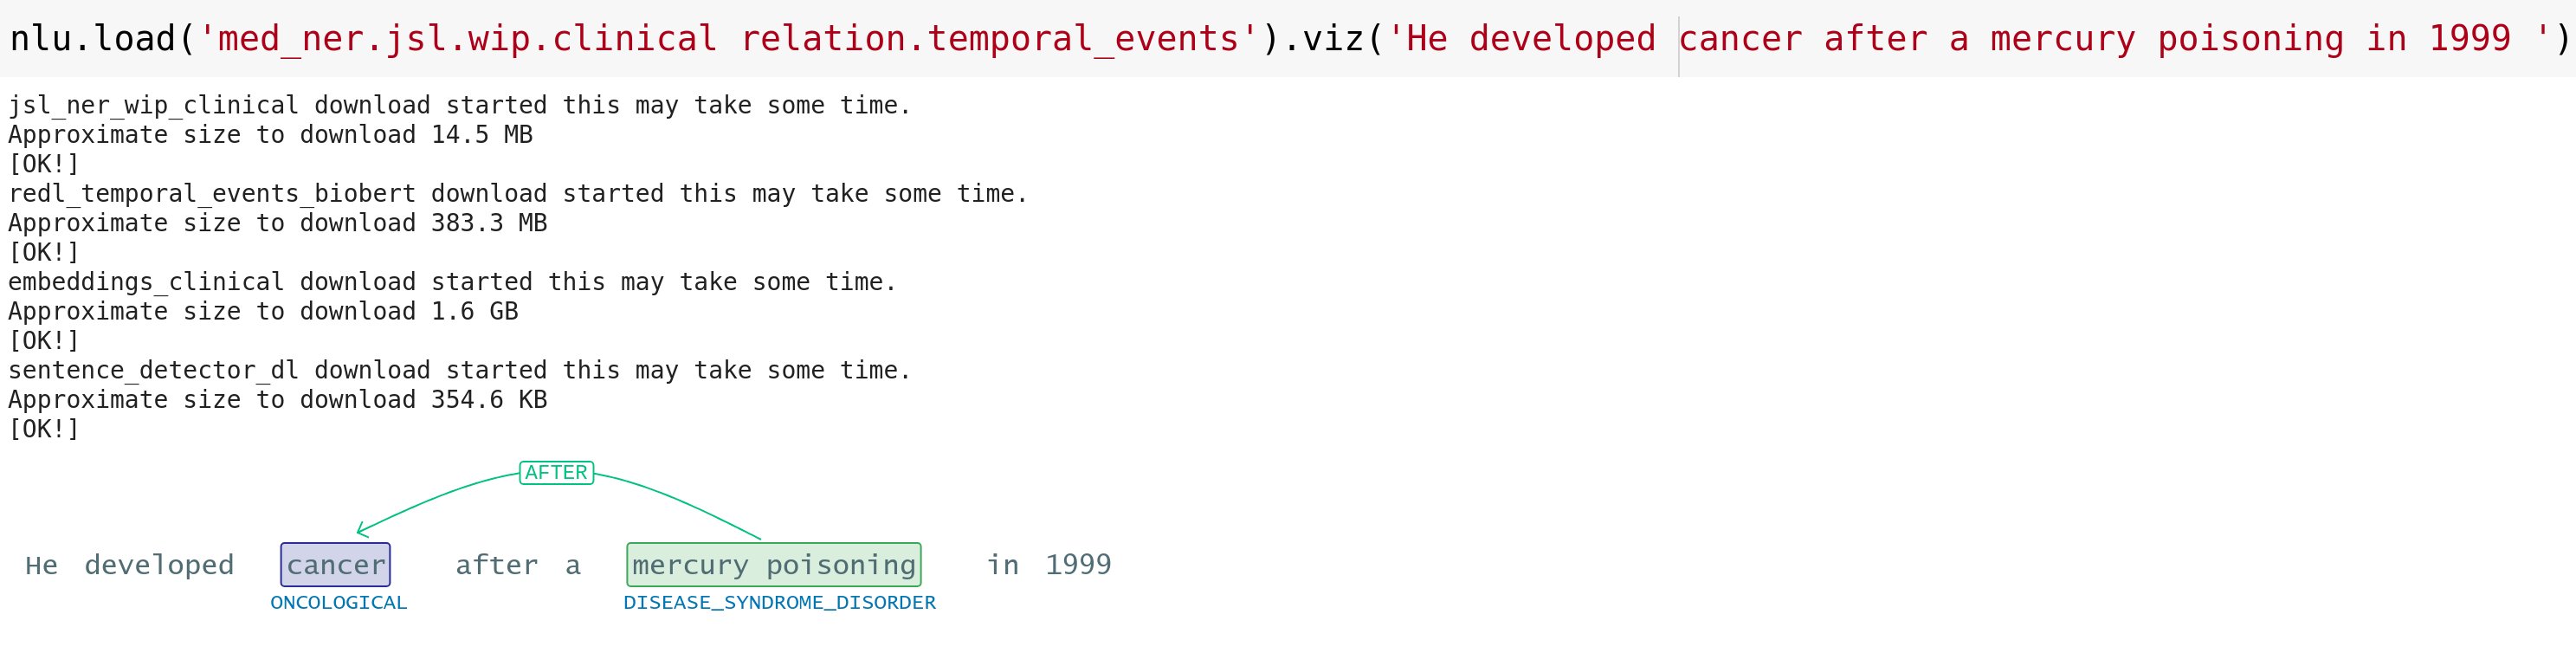 nlu.load('med_ner.jsl.wip.clinical relation.temporal_events').viz('He developed cancer after a mercury poisoning in 1999 ')
jsl_ner_wip_clinical download started this may take some time.
Approximate size to download 14.5 MB
[OK!]
redl_temporal_events_biobert download started this may take some time.
Approximate size to download 383.3 MB
[OK!]
embeddings_clinical download started this may take some time.
Approximate size to download 1.6 GB
[OK!]
sentence_detector_dl download started this may take some time.
Approximate size to download 354.6 KB
[OK!]
AFTER
He developed cancer after a mercury poisoning in 1999
ONCOLOGICAL DISEASE_SYNDROME_DISORDER